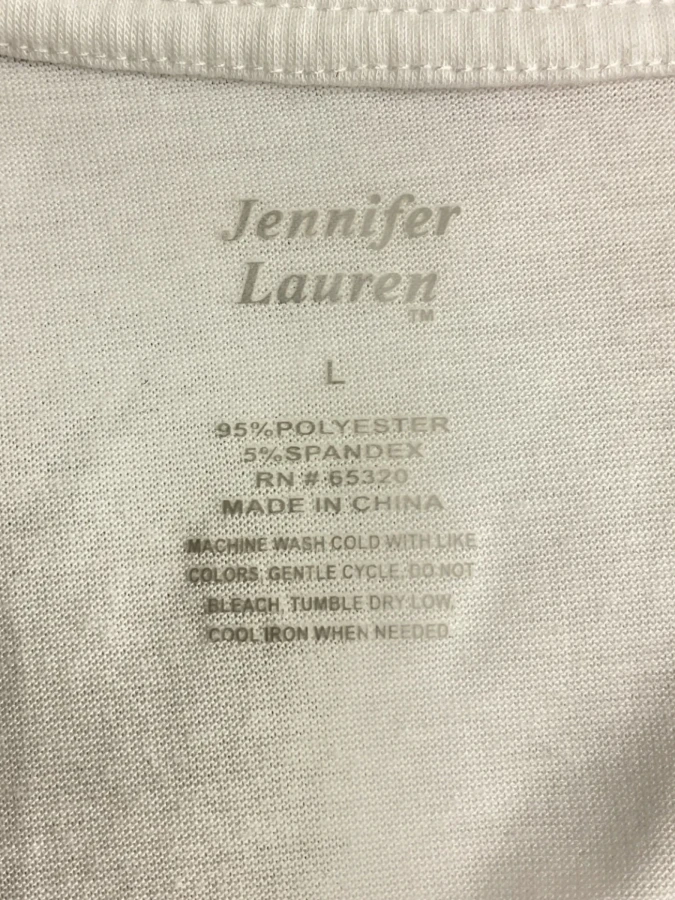 Jennifer
Lauren
TM
L
95%POLYESTER
5%SPANDEX
RN # 65320
MADE IN CHINA
MACHINE WASH COLD WITH LIKE
COLORS, GENTLE CYCLE, DO NOT
BLEACH, TUMBLE DRY LOW,
COOL IRON WHEN NEEDED.